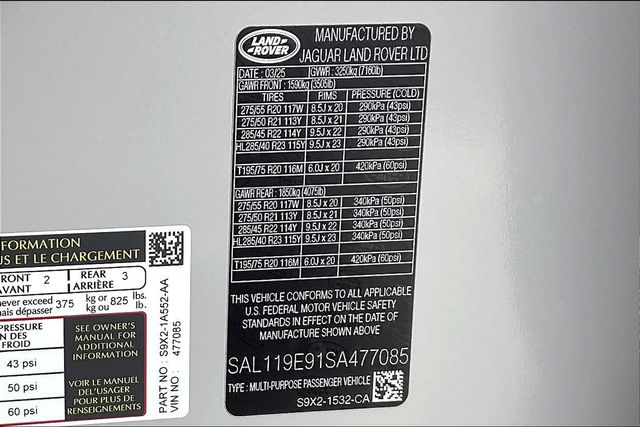 LAND
ROVER
MANUFACTURED BY
JAGUAR LAND ROVER LTD
DATE : 03/25 GVWR : 3250kg (7160lb)
GAWR FRONT : 1590kg (3505lb)
TIRES RIMS PRESSURE (COLD)
275/55 R20 117W 8.5J x 20 290kPa (43psi)
275/50 R21 113Y 8.5J x 21 290kPa (43psi)
285/45 R22 114Y 9.5J x 22 290kPa (43psi)
HL285/40 R23 115Y 9.5J x 23 290kPa (43psi)
T195/75 R20 116M 6.0J x 20 420kPa (60psi)
GAWR REAR : 1850kg (4075lb)
275/55 R20 117W 8.5J x 20 340kPa (50psi)
275/50 R21 113Y 8.5J x 21 340kPa (50psi)
285/45 R22 114Y 9.5J x 22 340kPa (50psi)
HL285/40 R23 115Y 9.5J x 23 340kPa (50psi)
T195/75 R20 116M 6.0J x 20 420kPa (60psi)
THIS VEHICLE CONFORMS TO ALL APPLICABLE
U.S. FEDERAL MOTOR VEHICLE SAFETY
STANDARDS IN EFFECT ON THE DATE OF
MANUFACTURE SHOWN ABOVE
SAL119E91SA477085
TYPE : MULTI-PURPOSE PASSENGER VEHICLE
S9X2-1532-CA
FORMATION
US ET LE CHARGEMENT
FRONT 2 REAR 3
AVANT ARRIÈRE
never exceed 375 kg or 825 lbs.
mais dépasser kg ou lb.
PRESSURE
ON DES
FROID
43 psi
50 psi
60 psi
SEE OWNER'S
MANUAL FOR
ADDITIONAL
INFORMATION
VOIR LE MANUEL
DE L'USAGER
POUR PLUS DE
RENSEIGNEMENTS
PART NO : S9X2-1A552-AA
VIN NO : 477085